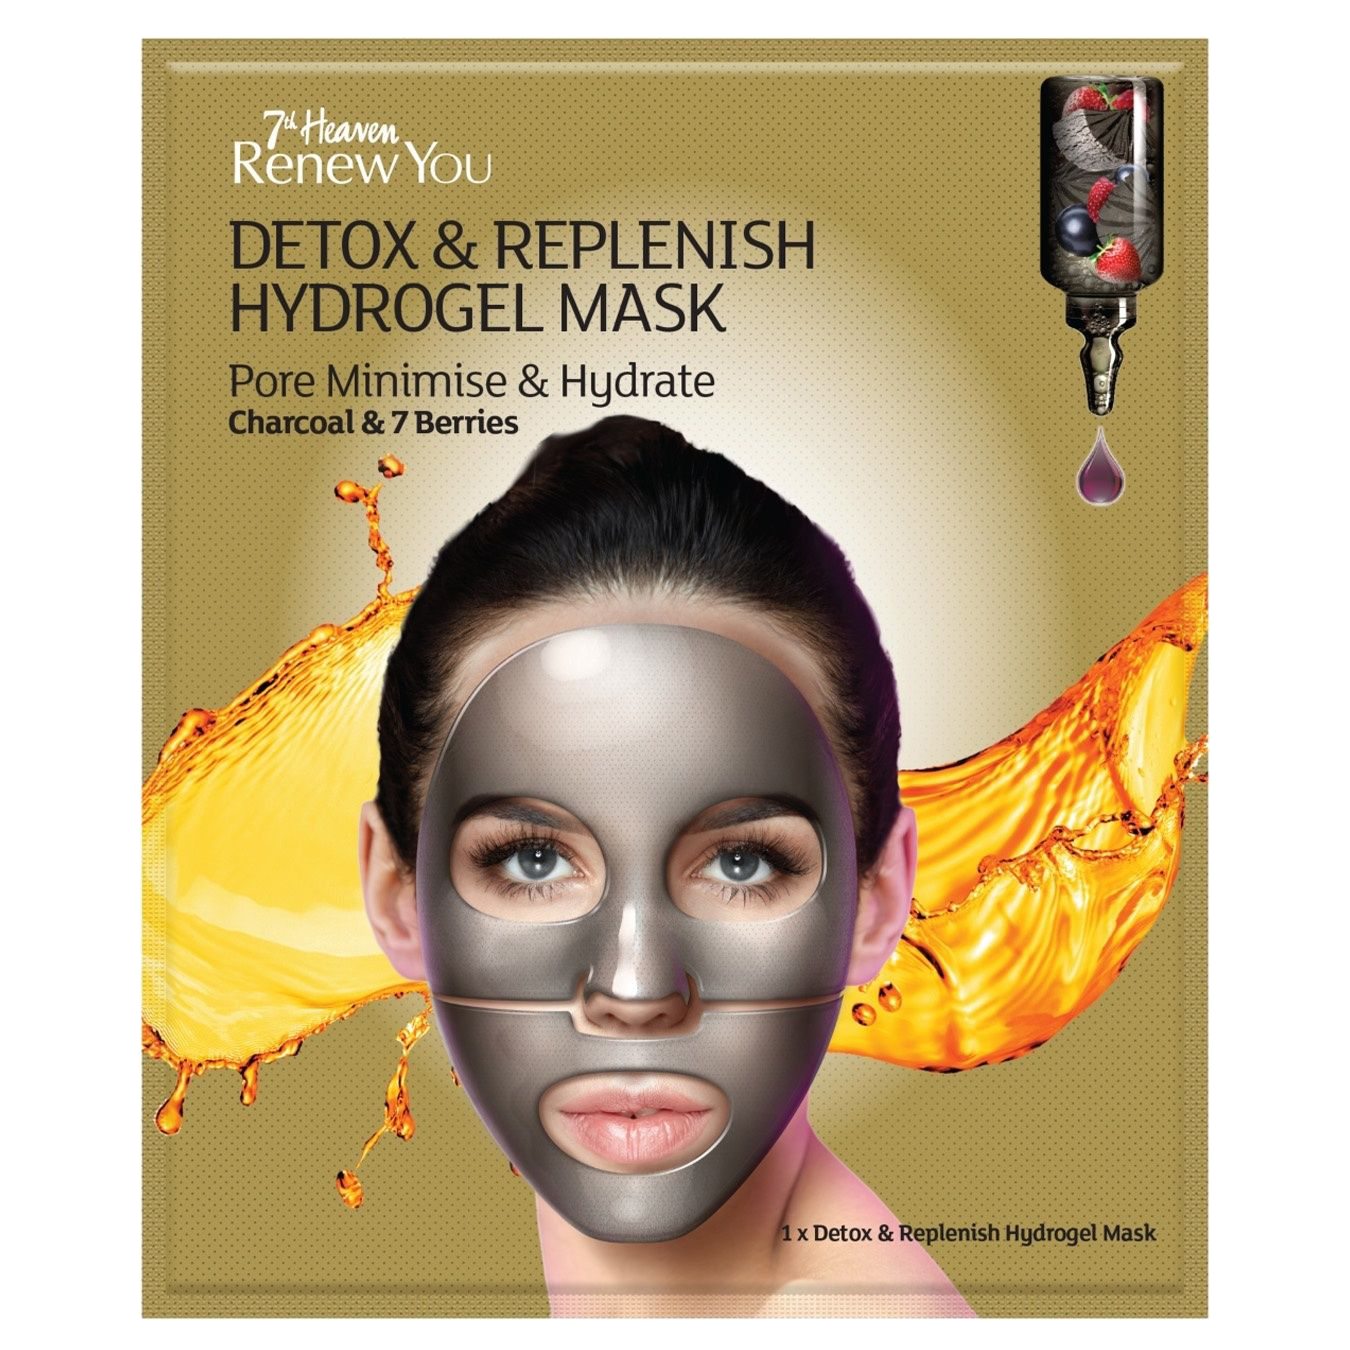 7th Heaven
Renew You
DETOX & REPLENISH
HYDROGEL MASK
Pore Minimise & Hydrate
Charcoal & 7 Berries
1 x Detox & Replenish Hydrogel Mask